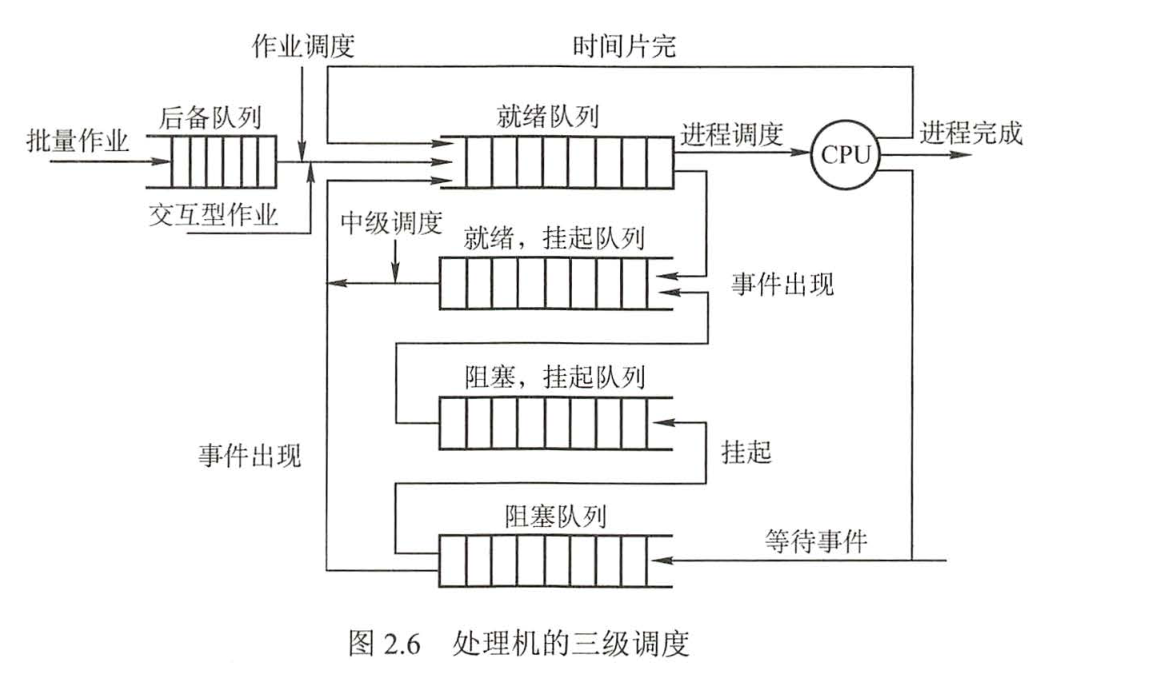 作业调度
时间片完
后备队列
就绪队列
批量作业
进程调度
CPU
进程完成
交互型作业
中级调度
就绪，挂起队列
事件出现
阻塞，挂起队列
事件出现
挂起
阻塞队列
等待事件
图 2.6 处理机的三级调度